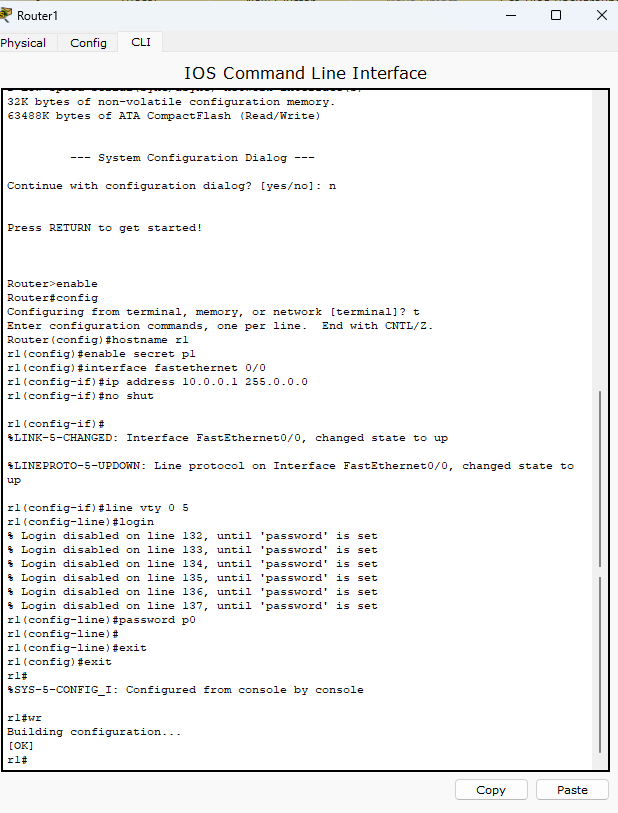 Router1
Physical Config CLI
IOS Command Line Interface
32K bytes of non-volatile configuration memory.
63488K bytes of ATA CompactFlash (Read/Write)
--- System Configuration Dialog ---
Continue with configuration dialog? [yes/no]: n
Press RETURN to get started!
Router>enable
Router#config
Configuring from terminal, memory, or network [terminal]? t
Enter configuration commands, one per line.  End with CNTL/Z.
Router(config)#hostname r1
r1(config)#enable secret p1
r1(config)#interface fastethernet 0/0
r1(config-if)#ip address 10.0.0.1 255.0.0.0
r1(config-if)#no shut
r1(config-if)#
%LINK-5-CHANGED: Interface FastEthernet0/0, changed state to up
%LINEPROTO-5-UPDOWN: Line protocol on Interface FastEthernet0/0, changed state to
up
r1(config-if)#line vty 0 5
r1(config-line)#login
% Login disabled on line 132, until 'password' is set
% Login disabled on line 133, until 'password' is set
% Login disabled on line 134, until 'password' is set
% Login disabled on line 135, until 'password' is set
% Login disabled on line 136, until 'password' is set
% Login disabled on line 137, until 'password' is set
r1(config-line)#password p0
r1(config-line)#
r1(config-line)#exit
r1(config)#exit
r1#
%SYS-5-CONFIG_I: Configured from console by console
r1#wr
Building configuration...
[OK]
r1#
Copy Paste